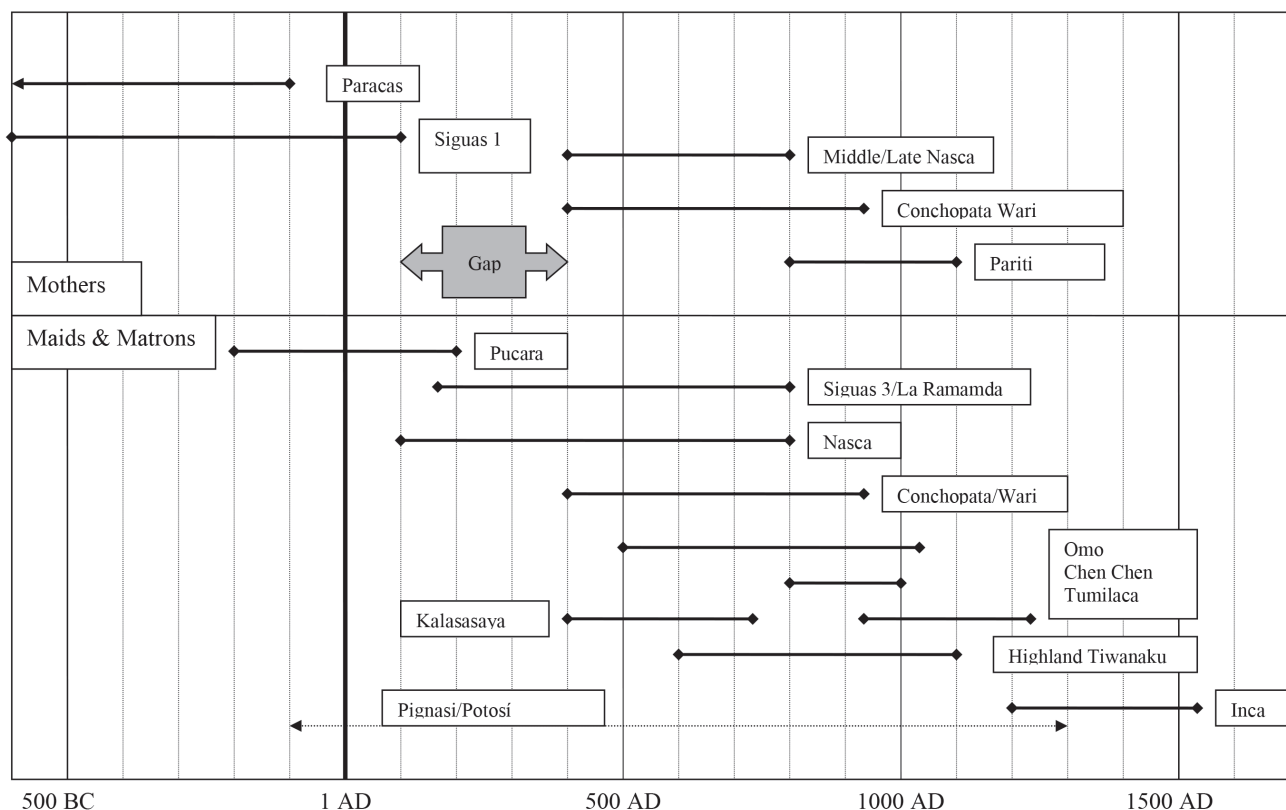 Paracas
Siguas 1
Middle/Late Nasca
Conchopata Wari
Gap
Pariti
Mothers
Maids & Matrons
Pucara
Siguas 3/La Ramamda
Nasca
Conchopata/Wari
Omo
Chen Chen
Tumilaca
Kalasasaya
Highland Tiwanaku
Pignasi/Potosí
Inca
500 BC 1 AD 500 AD 1000 AD 1500 AD